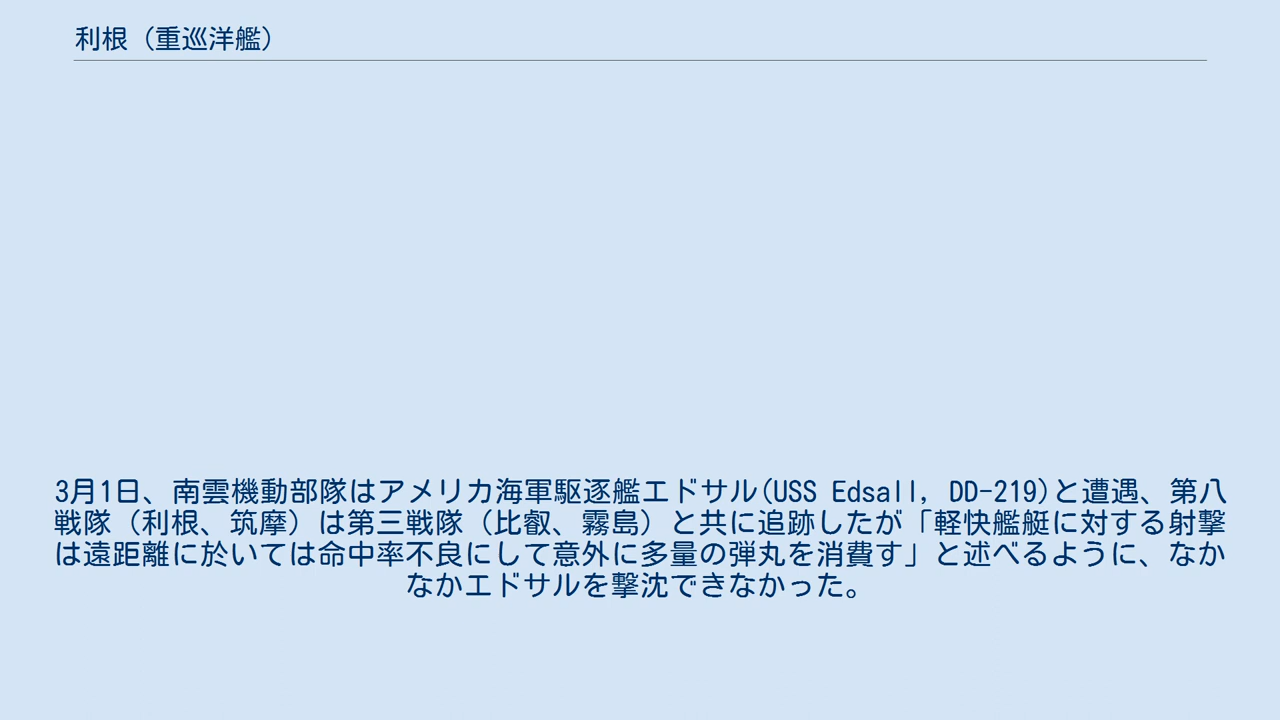 利根（重巡洋艦）
3月1日、南雲機動部隊はアメリカ海軍駆逐艦エドサル(USS Edsall, DD-219)と遭遇、第八
戦隊（利根、筑摩）は第三戦隊（比叡、霧島）と共に追跡したが「軽快艦艇に対する射撃
は遠距離に於いては命中率不良にして意外に多量の弾丸を消費す」と述べるように、なか
なかエドサルを撃沈できなかった。